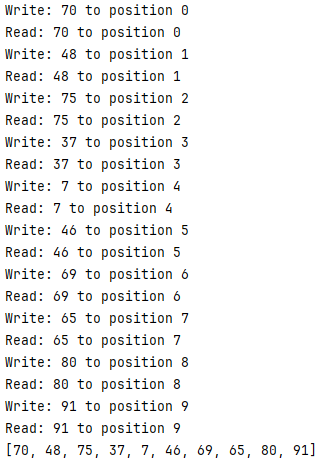 Write: 70 to position 0
Read: 70 to position 0
Write: 48 to position 1
Read: 48 to position 1
Write: 75 to position 2
Read: 75 to position 2
Write: 37 to position 3
Read: 37 to position 3
Write: 7 to position 4
Read: 7 to position 4
Write: 46 to position 5
Read: 46 to position 5
Write: 69 to position 6
Read: 69 to position 6
Write: 65 to position 7
Read: 65 to position 7
Write: 80 to position 8
Read: 80 to position 8
Write: 91 to position 9
Read: 91 to position 9
[70, 48, 75, 37, 7, 46, 69, 65, 80, 91]